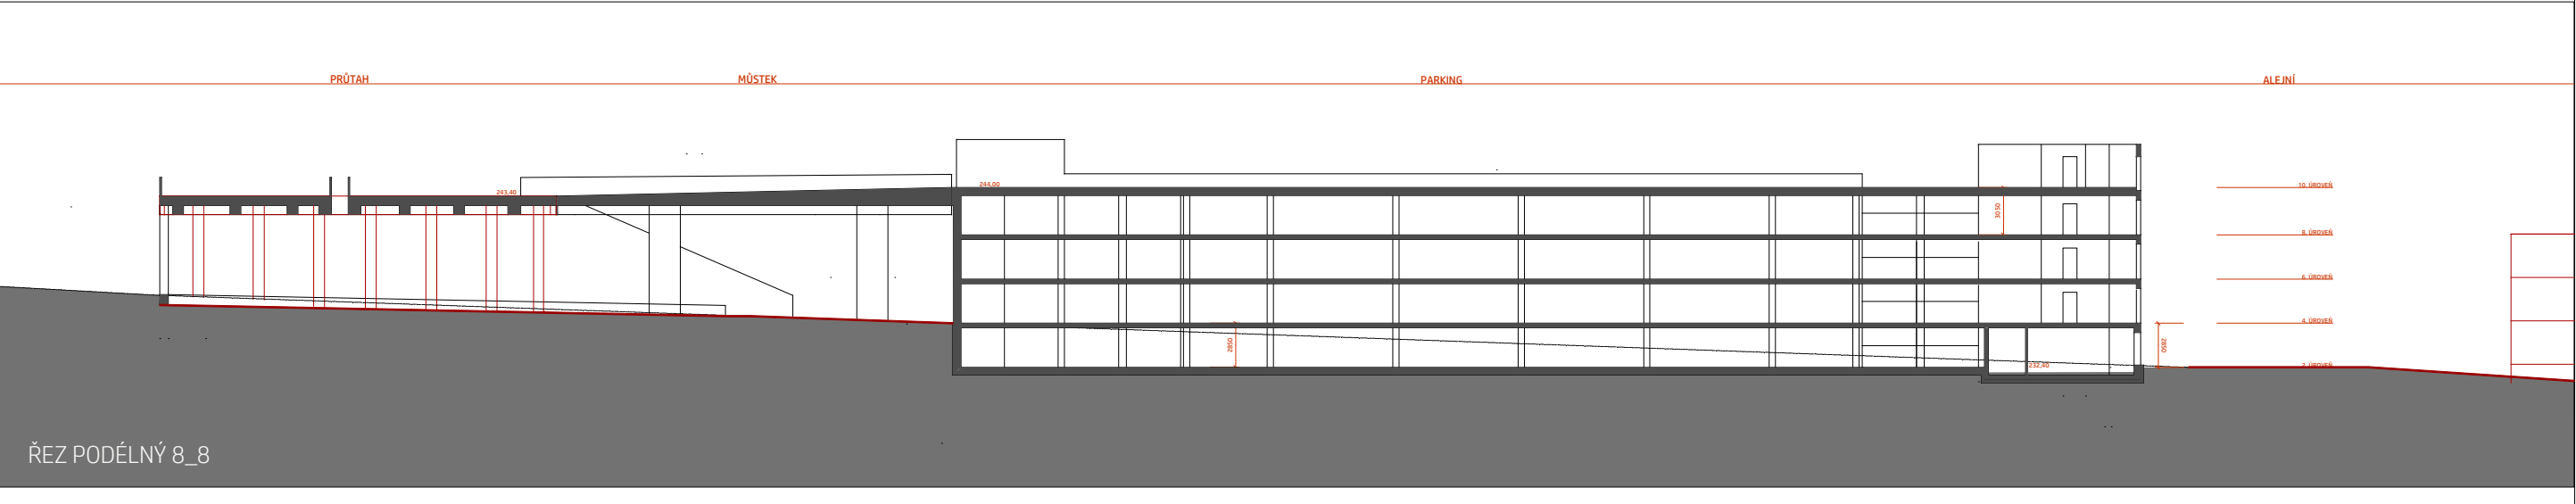 PRŮTAH MŮSTEK PARKING ALEJNÍ
243,40 244,00 10. ÚROVEŇ
3050
8. ÚROVEŇ
6. ÚROVEŇ
4. ÚROVEŇ
2850 2850
232,40 2. ÚROVEŇ
ŘEZ PODÉLNÝ 8_8